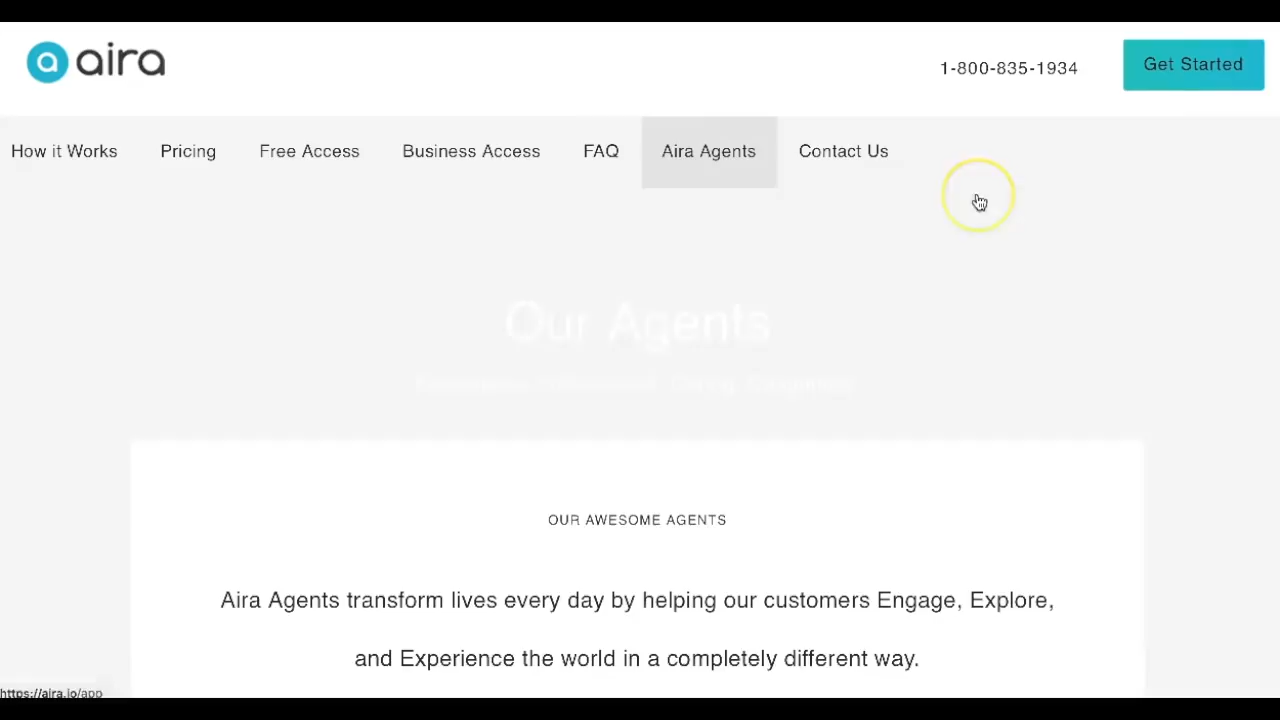 aira
1-800-835-1934
Get Started
How it Works
Pricing
Free Access
Business Access
FAQ
Aira Agents
Contact Us
Our Agents
OUR AWESOME AGENTS
Aira Agents transform lives every day by helping our customers Engage, Explore,
and Experience the world in a completely different way.
https://aira.io/app